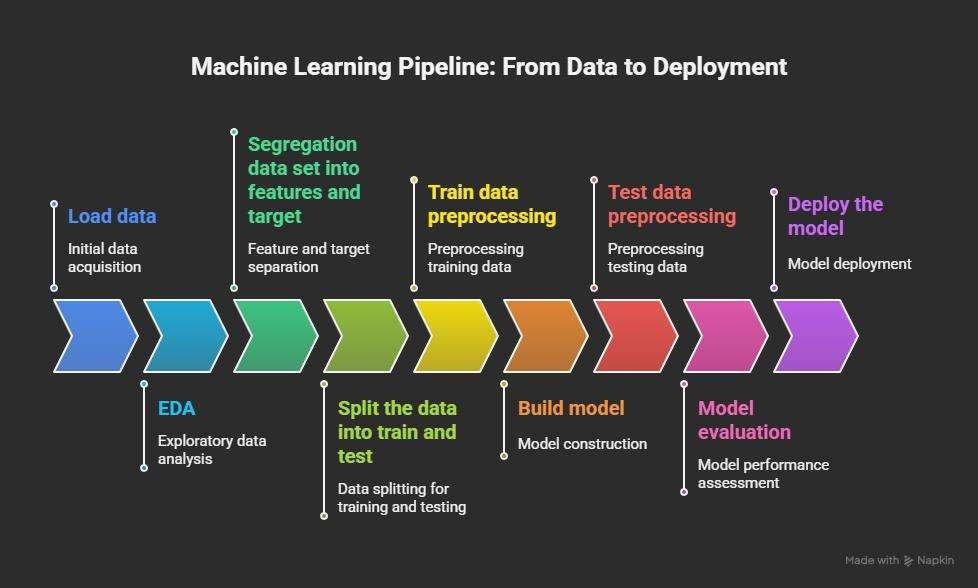 Machine Learning Pipeline: From Data to Deployment
Load data
Initial data
acquisition
EDA
Exploratory data
analysis
Segregation
data set into
features and
target
Feature and target
separation
Split the data
into train and
test
Data splitting for
training and testing
Train data
preprocessing
Preprocessing
training data
Build model
Model construction
Test data
preprocessing
Preprocessing
testing data
Model
evaluation
Model performance
assessment
Deploy the
model
Model deployment
Made with Napkin